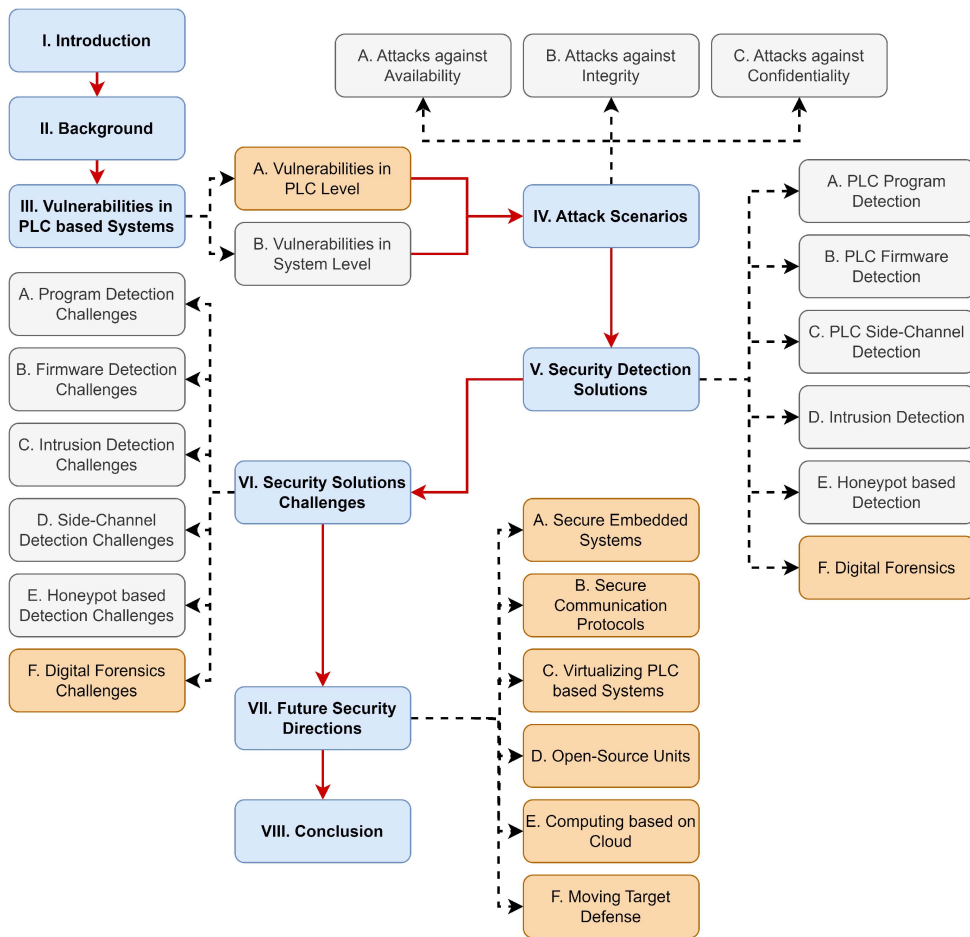 I. Introduction
II. Background
III. Vulnerabilities in
PLC based Systems
A. Vulnerabilities in
PLC Level
B. Vulnerabilities in
System Level
A. Attacks against
Availability
B. Attacks against
Integrity
C. Attacks against
Confidentiality
IV. Attack Scenarios
V. Security Detection
Solutions
A. PLC Program
Detection
B. PLC Firmware
Detection
C. PLC Side-Channel
Detection
D. Intrusion Detection
E. Honeypot based
Detection
F. Digital Forensics
VI. Security Solutions
Challenges
A. Program Detection
Challenges
B. Firmware Detection
Challenges
C. Intrusion Detection
Challenges
D. Side-Channel
Detection Challenges
E. Honeypot based
Detection Challenges
F. Digital Forensics
Challenges
VII. Future Security
Directions
A. Secure Embedded
Systems
B. Secure
Communication
Protocols
C. Virtualizing PLC
based Systems
D. Open-Source Units
E. Computing based on
Cloud
F. Moving Target
Defense
VIII. Conclusion